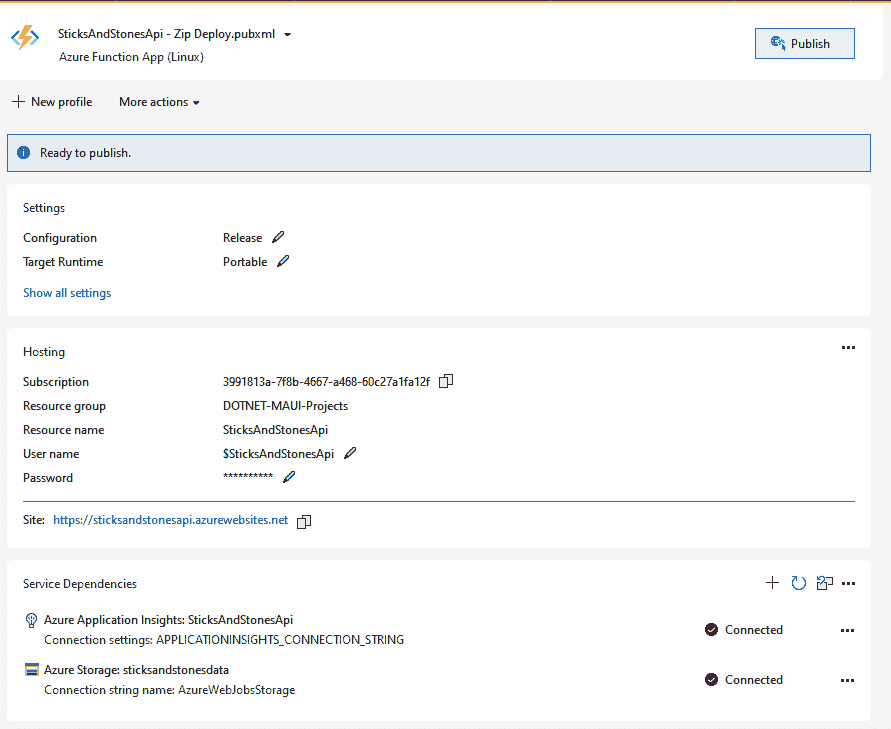 SticksAndStonesApi - Zip Deploy.pubxml
Azure Function App (Linux)
Publish
New profile More actions
Ready to publish.
Settings
Configuration Release
Target Runtime Portable
Show all settings
Hosting
Subscription 3991813a-7f8b-4667-a468-60c27a1fa12f
Resource group DOTNET-MAUI-Projects
Resource name SticksAndStonesApi
User name $SticksAndStonesApi
Password **********
Site: https://sticksandstonesapi.azurewebsites.net
Service Dependencies
Azure Application Insights: SticksAndStonesApi
Connection settings: APPLICATIONINSIGHTS_CONNECTION_STRING
Connected
Azure Storage: sticksandstonesdata
Connection string name: AzureWebJobsStorage
Connected